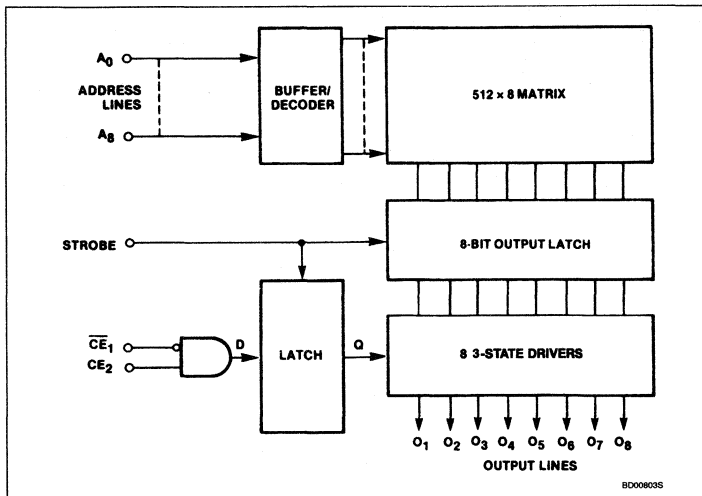 A₀
ADDRESS
LINES
A₈
BUFFER/
DECODER
512 × 8 MATRIX
STROBE
8-BIT OUTPUT LATCH
C̅E̅₁
CE₂
D
LATCH
Q
8 3-STATE DRIVERS
O₁ O₂ O₃ O₄ O₅ O₆ O₇ O₈
OUTPUT LINES
BD00803S